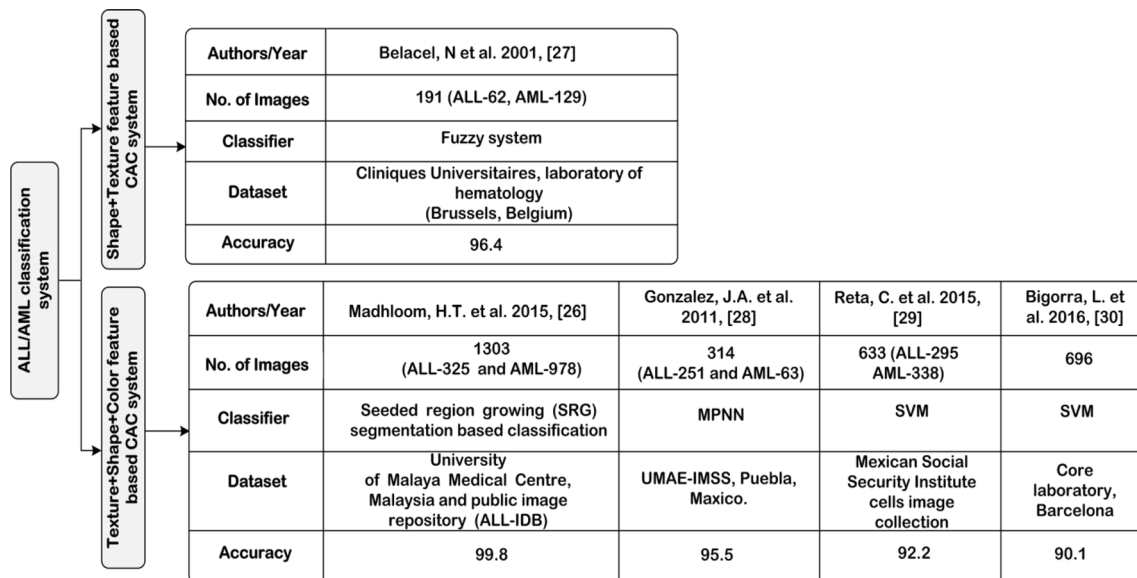 ALL/AML classification
system
Shape+Texture feature based
CAC system
Authors/Year
Belacel, N et al. 2001, [27]
No. of Images
191 (ALL-62, AML-129)
Classifier
Fuzzy system
Dataset
Cliniques Universitaires, laboratory of
hematology
(Brussels, Belgium)
Accuracy
96.4
Texture+Shape+Color feature
based CAC system
Authors/Year
Madhloom, H.T. et al. 2015, [26]
Gonzalez, J.A. et al.
2011, [28]
Reta, C. et al. 2015,
[29]
Bigorra, L. et
al. 2016, [30]
No. of Images
1303
(ALL-325 and AML-978)
314
(ALL-251 and AML-63)
633 (ALL-295
AML-338)
696
Classifier
Seeded region growing (SRG)
segmentation based classification
MPNN
SVM
SVM
Dataset
University
of Malaya Medical Centre,
Malaysia and public image
repository (ALL-IDB)
UMAE-IMSS, Puebla,
Maxico.
Mexican Social
Security Institute
cells image
collection
Core
laboratory,
Barcelona
Accuracy
99.8
95.5
92.2
90.1